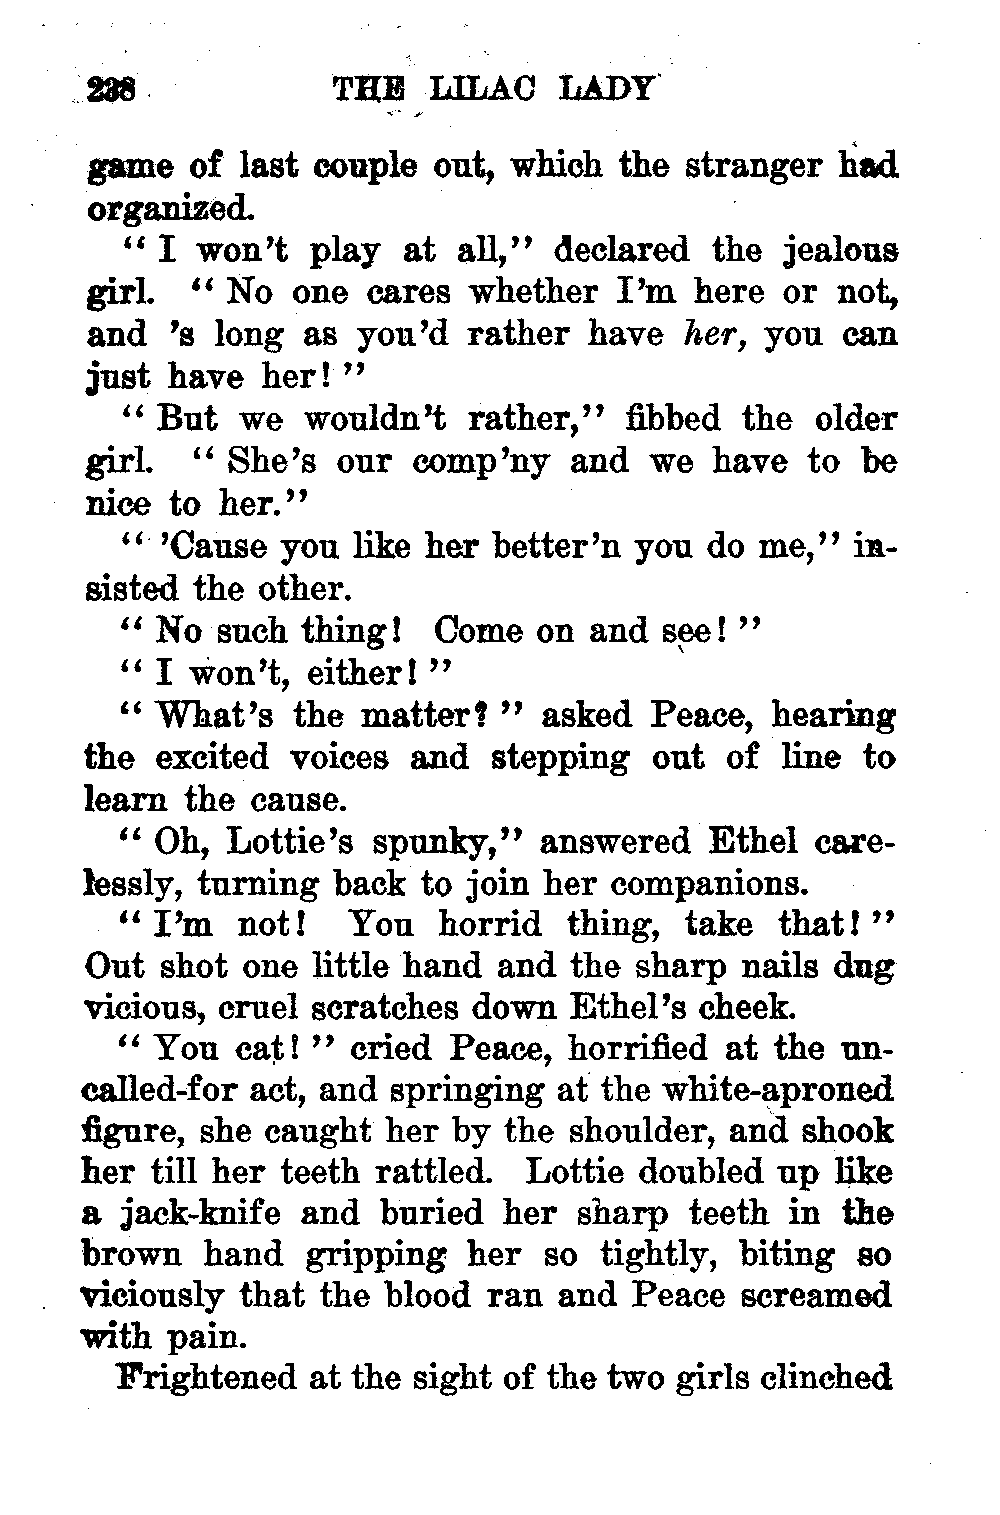 238 THE LILAC LADY
game of last couple out, which the stranger had
organized.
“ I won’t play at all,” declared the jealous
girl. “ No one cares whether I’m here or not,
and ’s long as you’d rather have her, you can
just have her! ”
“ But we wouldn’t rather,” fibbed the older
girl. “ She’s our comp’ny and we have to be
nice to her.”
“ ’Cause you like her better’n you do me,” in-
sisted the other.
“ No such thing! Come on and see! ”
“ I won’t, either! ”
“ What’s the matter? ” asked Peace, hearing
the excited voices and stepping out of line to
learn the cause.
“ Oh, Lottie’s spunky,” answered Ethel care-
lessly, turning back to join her companions.
“ I’m not! You horrid thing, take that! ”
Out shot one little hand and the sharp nails dug
vicious, cruel scratches down Ethel’s cheek.
“ You cat! ” cried Peace, horrified at the un-
called-for act, and springing at the white-aproned
figure, she caught her by the shoulder, and shook
her till her teeth rattled. Lottie doubled up like
a jack-knife and buried her sharp teeth in the
brown hand gripping her so tightly, biting so
viciously that the blood ran and Peace screamed
with pain.
Frightened at the sight of the two girls clinched